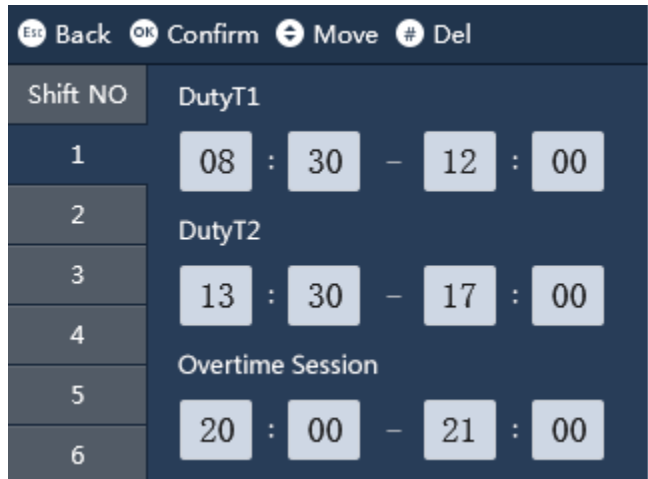 Esc Back OK Confirm Move # Del
Shift NO
1
2
3
4
5
6
DutyT1
08 : 30 – 12 : 00
DutyT2
13 : 30 – 17 : 00
Overtime Session
20 : 00 – 21 : 00